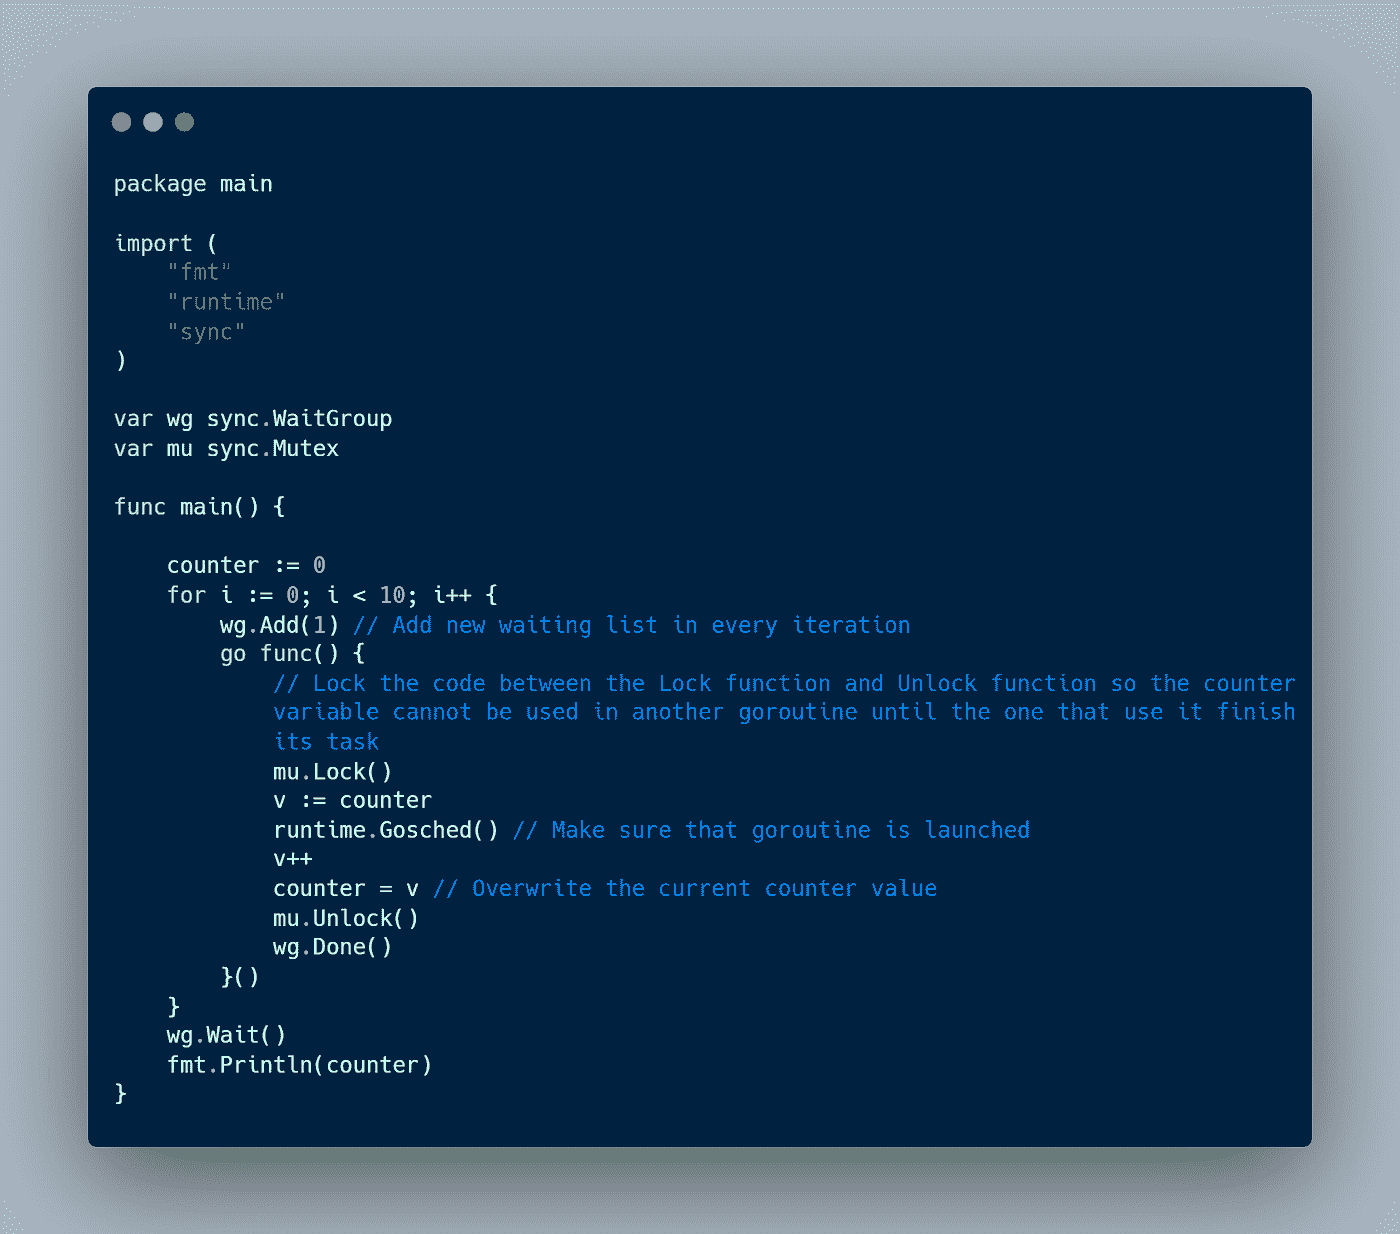 package main
import (
"fmt"
"runtime"
"sync"
)
var wg sync.WaitGroup
var mu sync.Mutex
func main() {
counter := 0
for i := 0; i < 10; i++ {
wg.Add(1) // Add new waiting list in every iteration
go func() {
// Lock the code between the Lock function and Unlock function so the counter
variable cannot be used in another goroutine until the one that use it finish
its task
mu.Lock()
v := counter
runtime.Gosched() // Make sure that goroutine is launched
v++
counter = v // Overwrite the current counter value
mu.Unlock()
wg.Done()
}()
}
wg.Wait()
fmt.Println(counter)
}